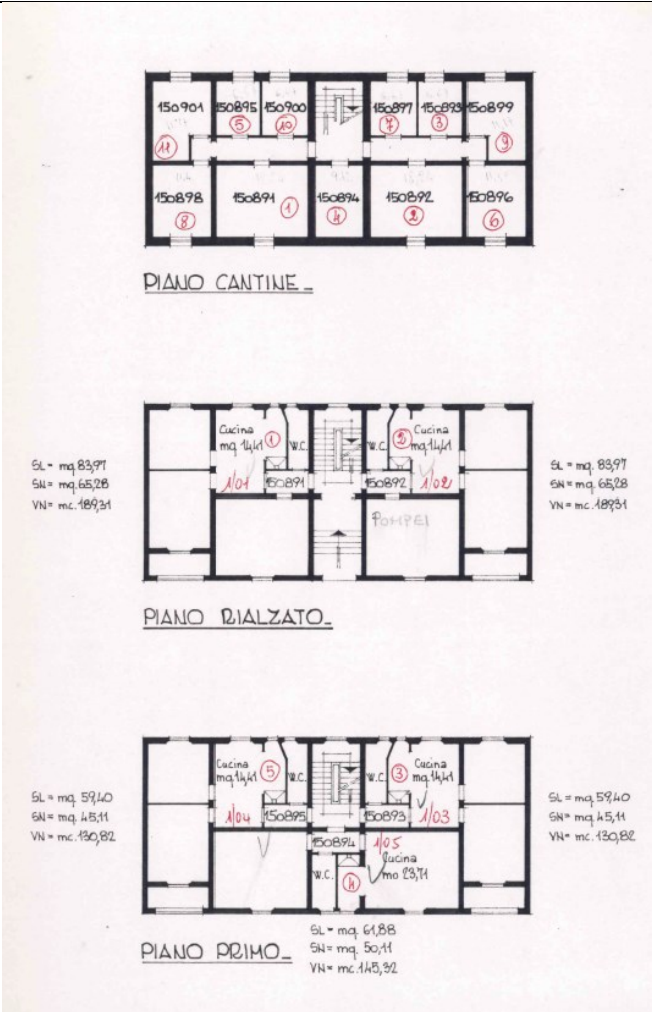 150901 150895 150900 150897 150893 150899
11 5 10 7 3 9
150898 150891 150894 150892 150896
8 1 4 2 6
PIANO CANTINE_
Cucina
mq. 14,41
1
W.C.
1/01
150891
W.C.
2
Cucina
mq. 14,41
150892
1/02
POMPEI
SL = mq. 83,97
SN = mq. 65,28
VN = mc. 189,31
SL = mq. 83,97
SN = mq. 65,28
VN = mc. 189,31
PIANO RIALZATO_
Cucina
mq. 14,41
5
W.C.
1/04
150895
W.C.
3
Cucina
mq. 14,41
150893
1/03
150894
1/05
W.C.
4
Cucina
mq 23,71
SL = mq. 59,40
SN = mq. 45,11
VN = mc. 130,82
SL = mq. 59,40
SN = mq. 45,11
VN = mc. 130,82
SL = mq. 61,88
SN = mq. 50,11
VN = mc. 145,32
PIANO PRIMO_